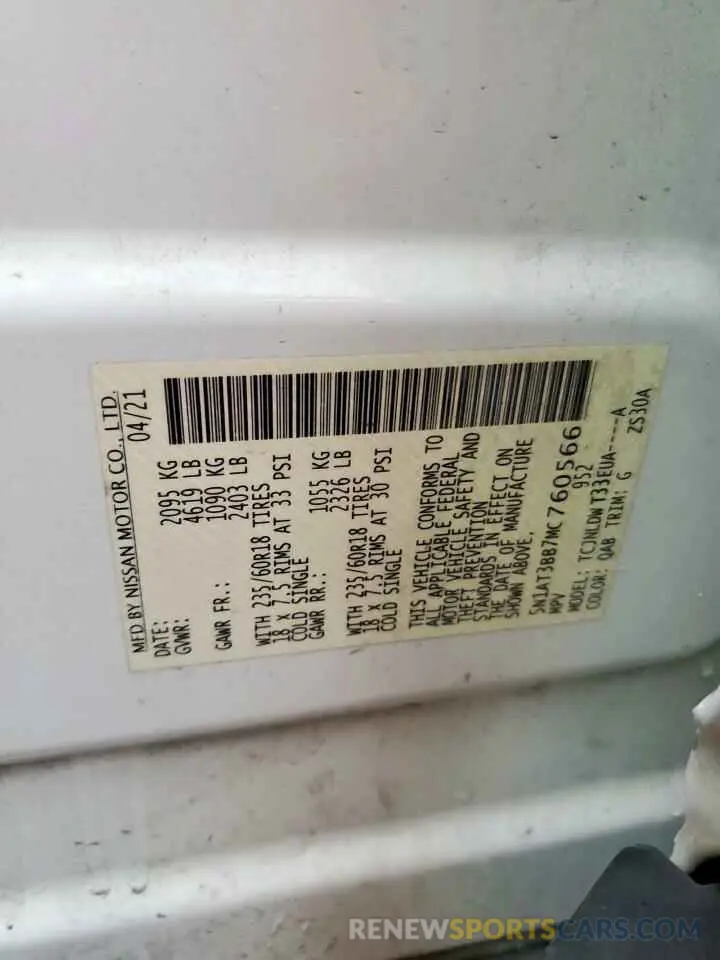 MFD BY NISSAN MOTOR CO., LTD.
DATE: 04/21
GVWR: 2095 KG
4619 LB
GAWR FR.: 1090 KG
2403 LB
WITH 235/60R18 TIRES
18 X 7.5 RIMS AT 33 PSI
COLD SINGLE
GAWR RR.: 1055 KG
2326 LB
WITH 235/60R18 TIRES
18 X 7.5 RIMS AT 30 PSI
COLD SINGLE
THIS VEHICLE CONFORMS TO
ALL APPLICABLE FEDERAL
MOTOR VEHICLE SAFETY AND
THEFT PREVENTION
STANDARDS IN EFFECT ON
THE DATE OF MANUFACTURE
SHOWN ABOVE,
5N1AT3BB7MC760566
MPV 952
MODEL: TCJNLDW T33EUA----A
COLOR: QAB TRIM: G ZS30A
RENEWSPORTSCARS.COM